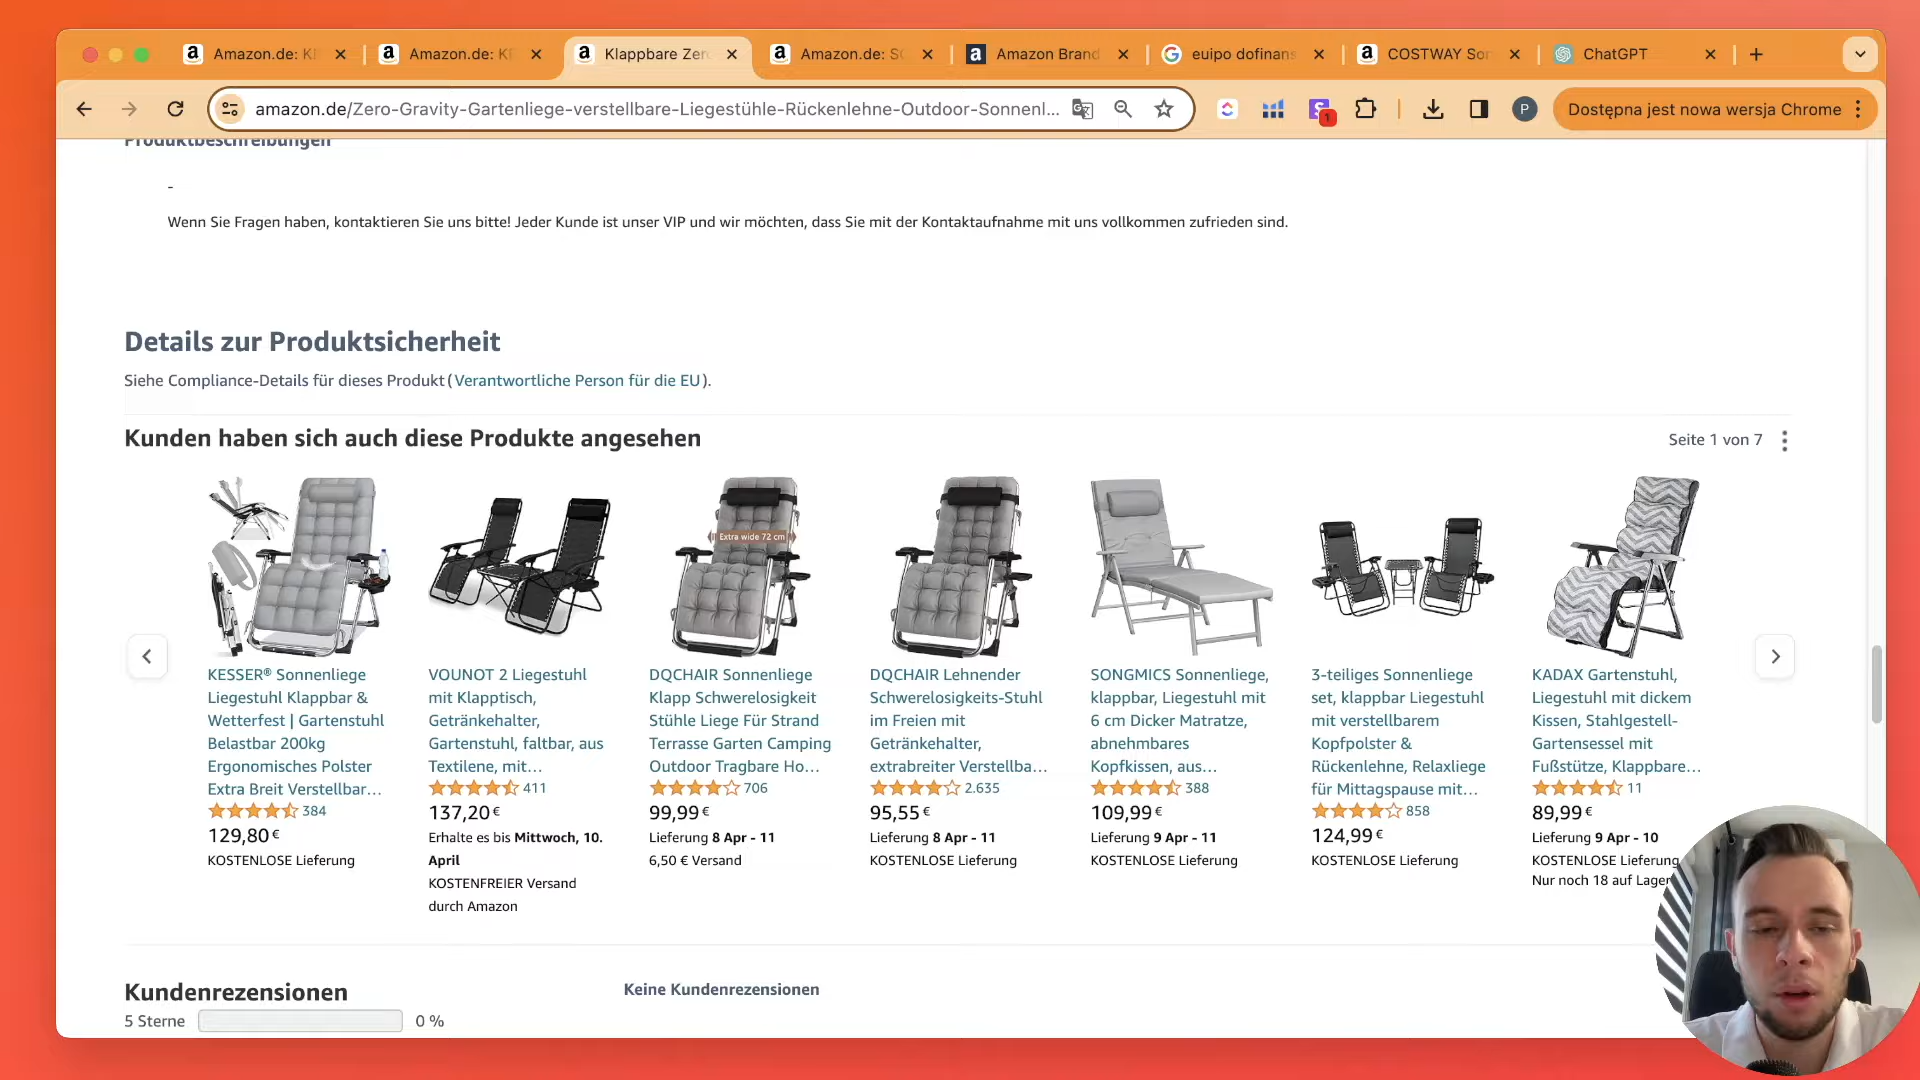 Amazon.de: K
Amazon.de: K
Klappbare Zer
Amazon.de: S
Amazon Brand
euipo dofinans
COSTWAY Son
ChatGPT
amazon.de/Zero-Gravity-Gartenliege-verstellbare-Liegestühle-Rückenlehne-Outdoor-Sonnenl...
1
P
Dostępna jest nowa wersja Chrome
Produktbeschreibungen
-
Wenn Sie Fragen haben, kontaktieren Sie uns bitte! Jeder Kunde ist unser VIP und wir möchten, dass Sie mit der Kontaktaufnahme mit uns vollkommen zufrieden sind.
Details zur Produktsicherheit
Siehe Compliance-Details für dieses Produkt (Verantwortliche Person für die EU).
Kunden haben sich auch diese Produkte angesehen
Seite 1 von 7
Extra wide 72 cm
KESSER® Sonnenliege
Liegestuhl Klappbar &
Wetterfest | Gartenstuhl
Belastbar 200kg
Ergonomisches Polster
Extra Breit Verstellbar…
384
129,80 €
KOSTENLOSE Lieferung
VOUNOT 2 Liegestuhl
mit Klapptisch,
Getränkehalter,
Gartenstuhl, faltbar, aus
Textilene, mit…
411
137,20 €
Erhalte es bis Mittwoch, 10.
April
KOSTENFREIER Versand
durch Amazon
DQCHAIR Sonnenliege
Klapp Schwerelosigkeit
Stühle Liege Für Strand
Terrasse Garten Camping
Outdoor Tragbare Ho…
706
99,99 €
Lieferung 8 Apr - 11
6,50 € Versand
DQCHAIR Lehnender
Schwerelosigkeits-Stuhl
im Freien mit
Getränkehalter,
extrabreiter Verstellba…
2.635
95,55 €
Lieferung 8 Apr - 11
KOSTENLOSE Lieferung
SONGMICS Sonnenliege,
klappbar, Liegestuhl mit
6 cm Dicker Matratze,
abnehmbares
Kopfkissen, aus…
388
109,99 €
Lieferung 9 Apr - 11
KOSTENLOSE Lieferung
3-teiliges Sonnenliege
set, klappbar Liegestuhl
mit verstellbarem
Kopfpolster &
Rückenlehne, Relaxliege
für Mittagspause mit…
858
124,99 €
KOSTENLOSE Lieferung
KADAX Gartenstuhl,
Liegestuhl mit dickem
Kissen, Stahlgestell-
Gartensessel mit
Fußstütze, Klappbare…
11
89,99 €
Lieferung 9 Apr - 10
KOSTENLOSE Lieferung
Nur noch 18 auf Lager
Kundenrezensionen
5 Sterne
0 %
Keine Kundenrezensionen